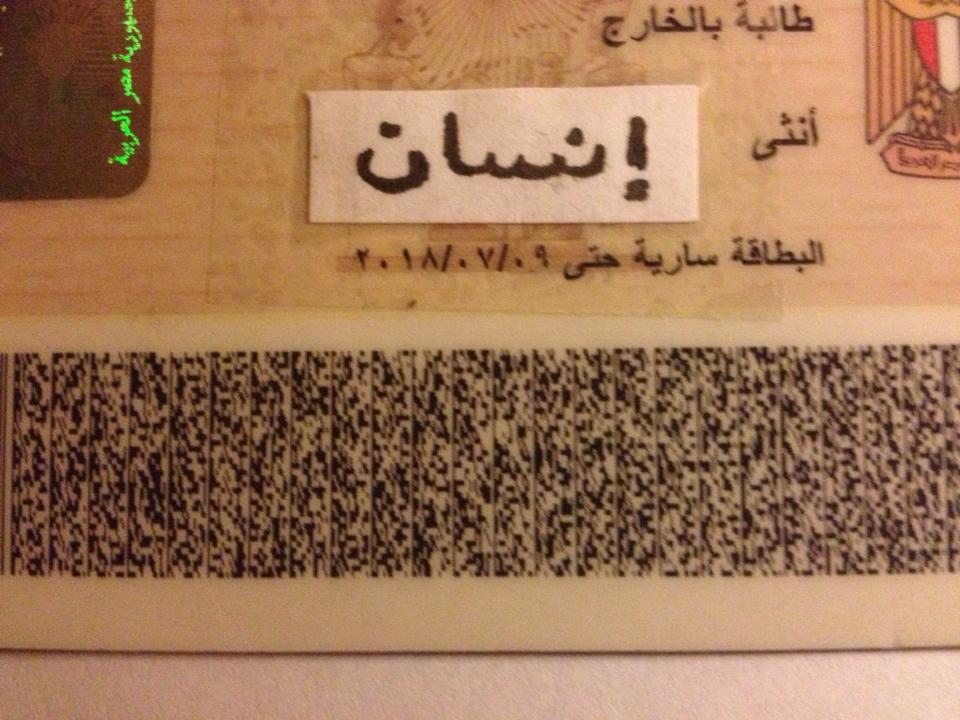 طالبة بالخارج
أنثى
إنسان
البطاقة سارية حتى ٢٠١٨/٠٧/٠٩
جمهورية مصر العربية